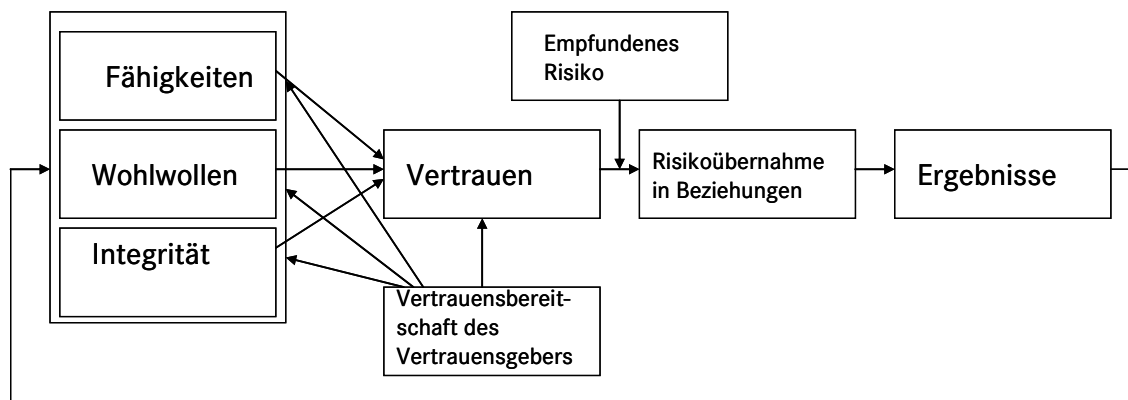 Fähigkeiten
Wohlwollen
Integrität
Vertrauen
Vertrauensbereit-
schaft des
Vertrauensgebers
Empfundenes
Risiko
Risikoübernahme
in Beziehungen
Ergebnisse